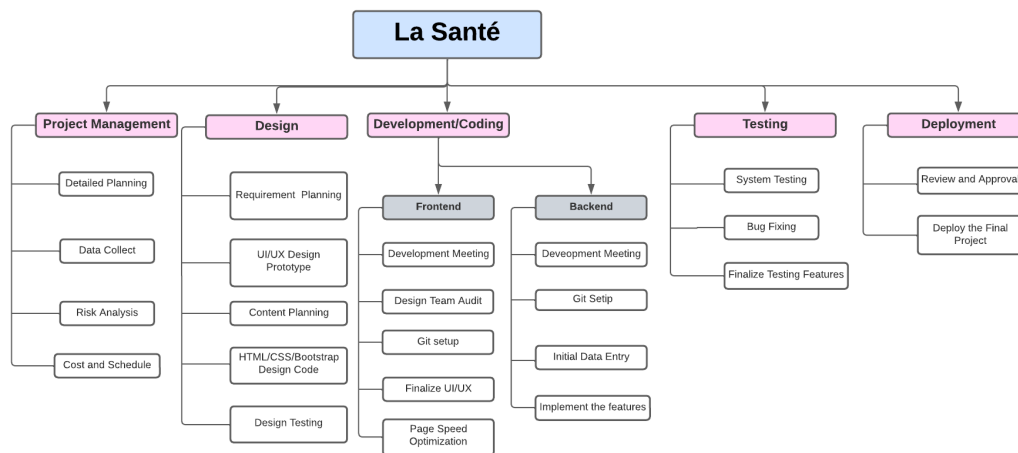 La Santé
Project Management
Detailed Planning
Data Collect
Risk Analysis
Cost and Schedule
Design
Requirement Planning
UI/UX Design
Prototype
Content Planning
HTML/CSS/Bootstrap
Design Code
Design Testing
Development/Coding
Frontend
Development Meeting
Design Team Audit
Git setup
Finalize UI/UX
Page Speed
Optimization
Backend
Deveopment Meeting
Git Setip
Initial Data Entry
Implement the features
Testing
System Testing
Bug Fixing
Finalize Testing Features
Deployment
Review and Approval
Deploy the Final
Project